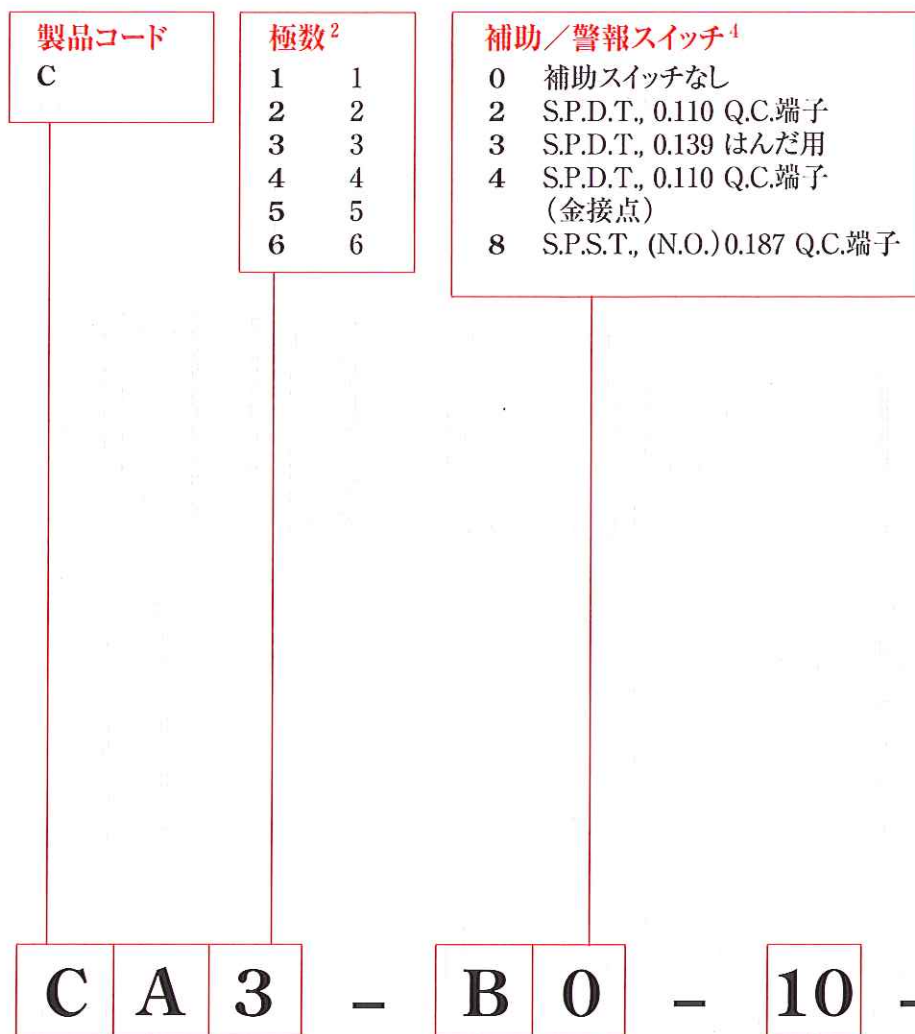 製品コード
C
極数²
1 1
2 2
3 3
4 4
5 5
6 6
補助/警報スイッチ⁴
0 補助スイッチなし
2 S.P.D.T., 0.110 Q.C.端子
3 S.P.D.T., 0.139 はんだ用
4 S.P.D.T., 0.110 Q.C.端子
(金接点)
8 S.P.S.T., (N.O.) 0.187 Q.C.端子
C A 3 – B 0 – 10 –